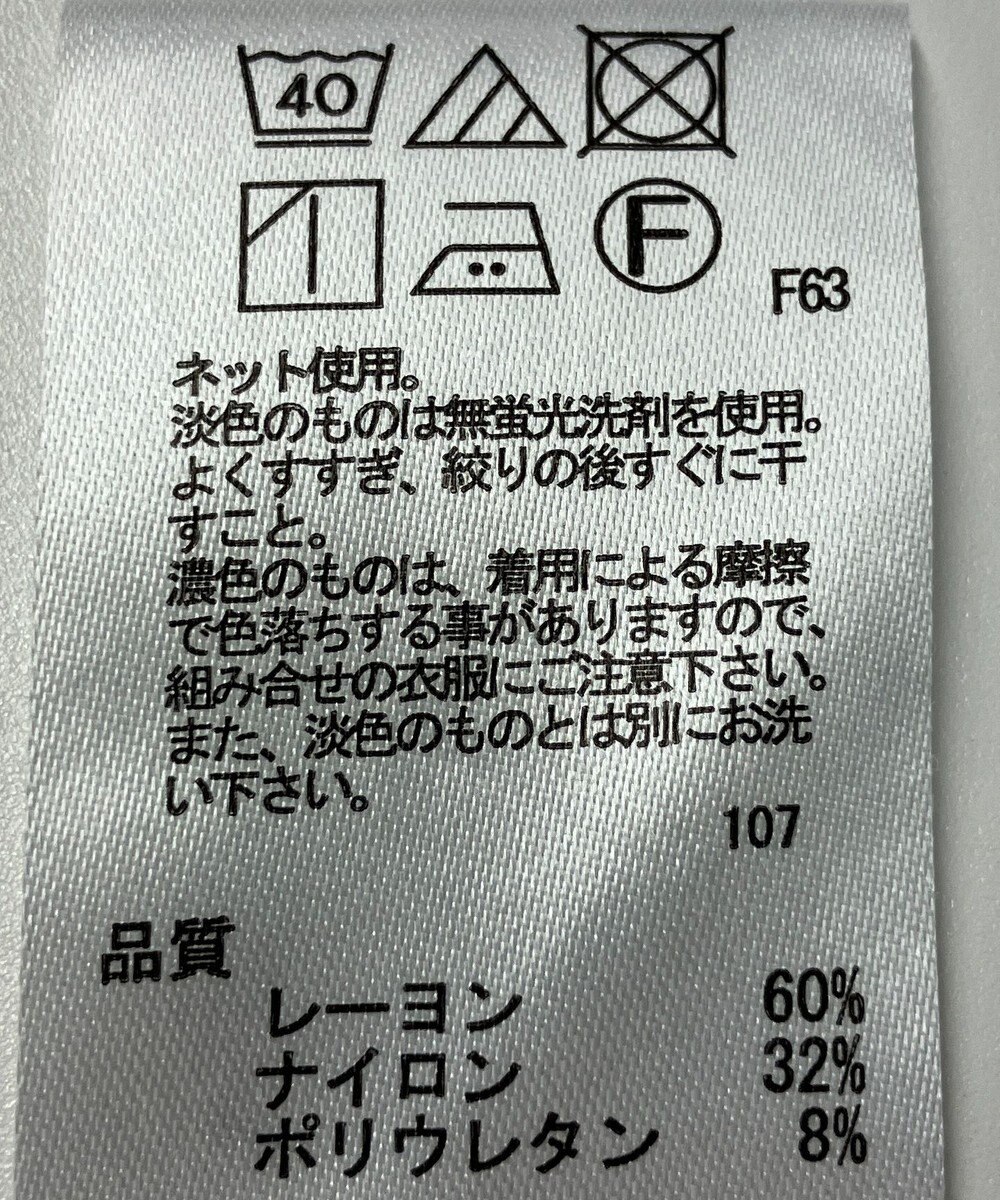 40
F
F63
ネット使用。
淡色のものは無蛍光洗剤を使用。
よくすすぎ、絞りの後すぐに干
すこと。
濃色のものは、着用による摩擦
で色落ちする事がありますので、
組み合せの衣服にご注意下さい。
また、淡色のものとは別にお洗
い下さい。
107
品質
レーヨン 60%
ナイロン 32%
ポリウレタン 8%